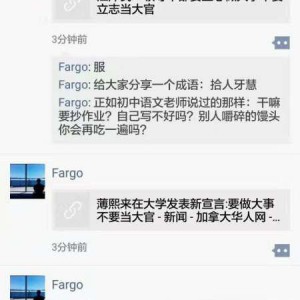 立志当大官
3分钟前
Fargo: 服
Fargo: 给大家分享一个成语：拾人牙慧
Fargo: 正如初中语文老师说过的那样：干嘛
要抄作业？自己写不好吗？别人嚼碎的馒头
你会再吃一遍吗？
Fargo
薄熙来在大学发表新宣言:要做大事
不要当大官 - 新闻 - 加拿大华人网 -...
3分钟前
Fargo